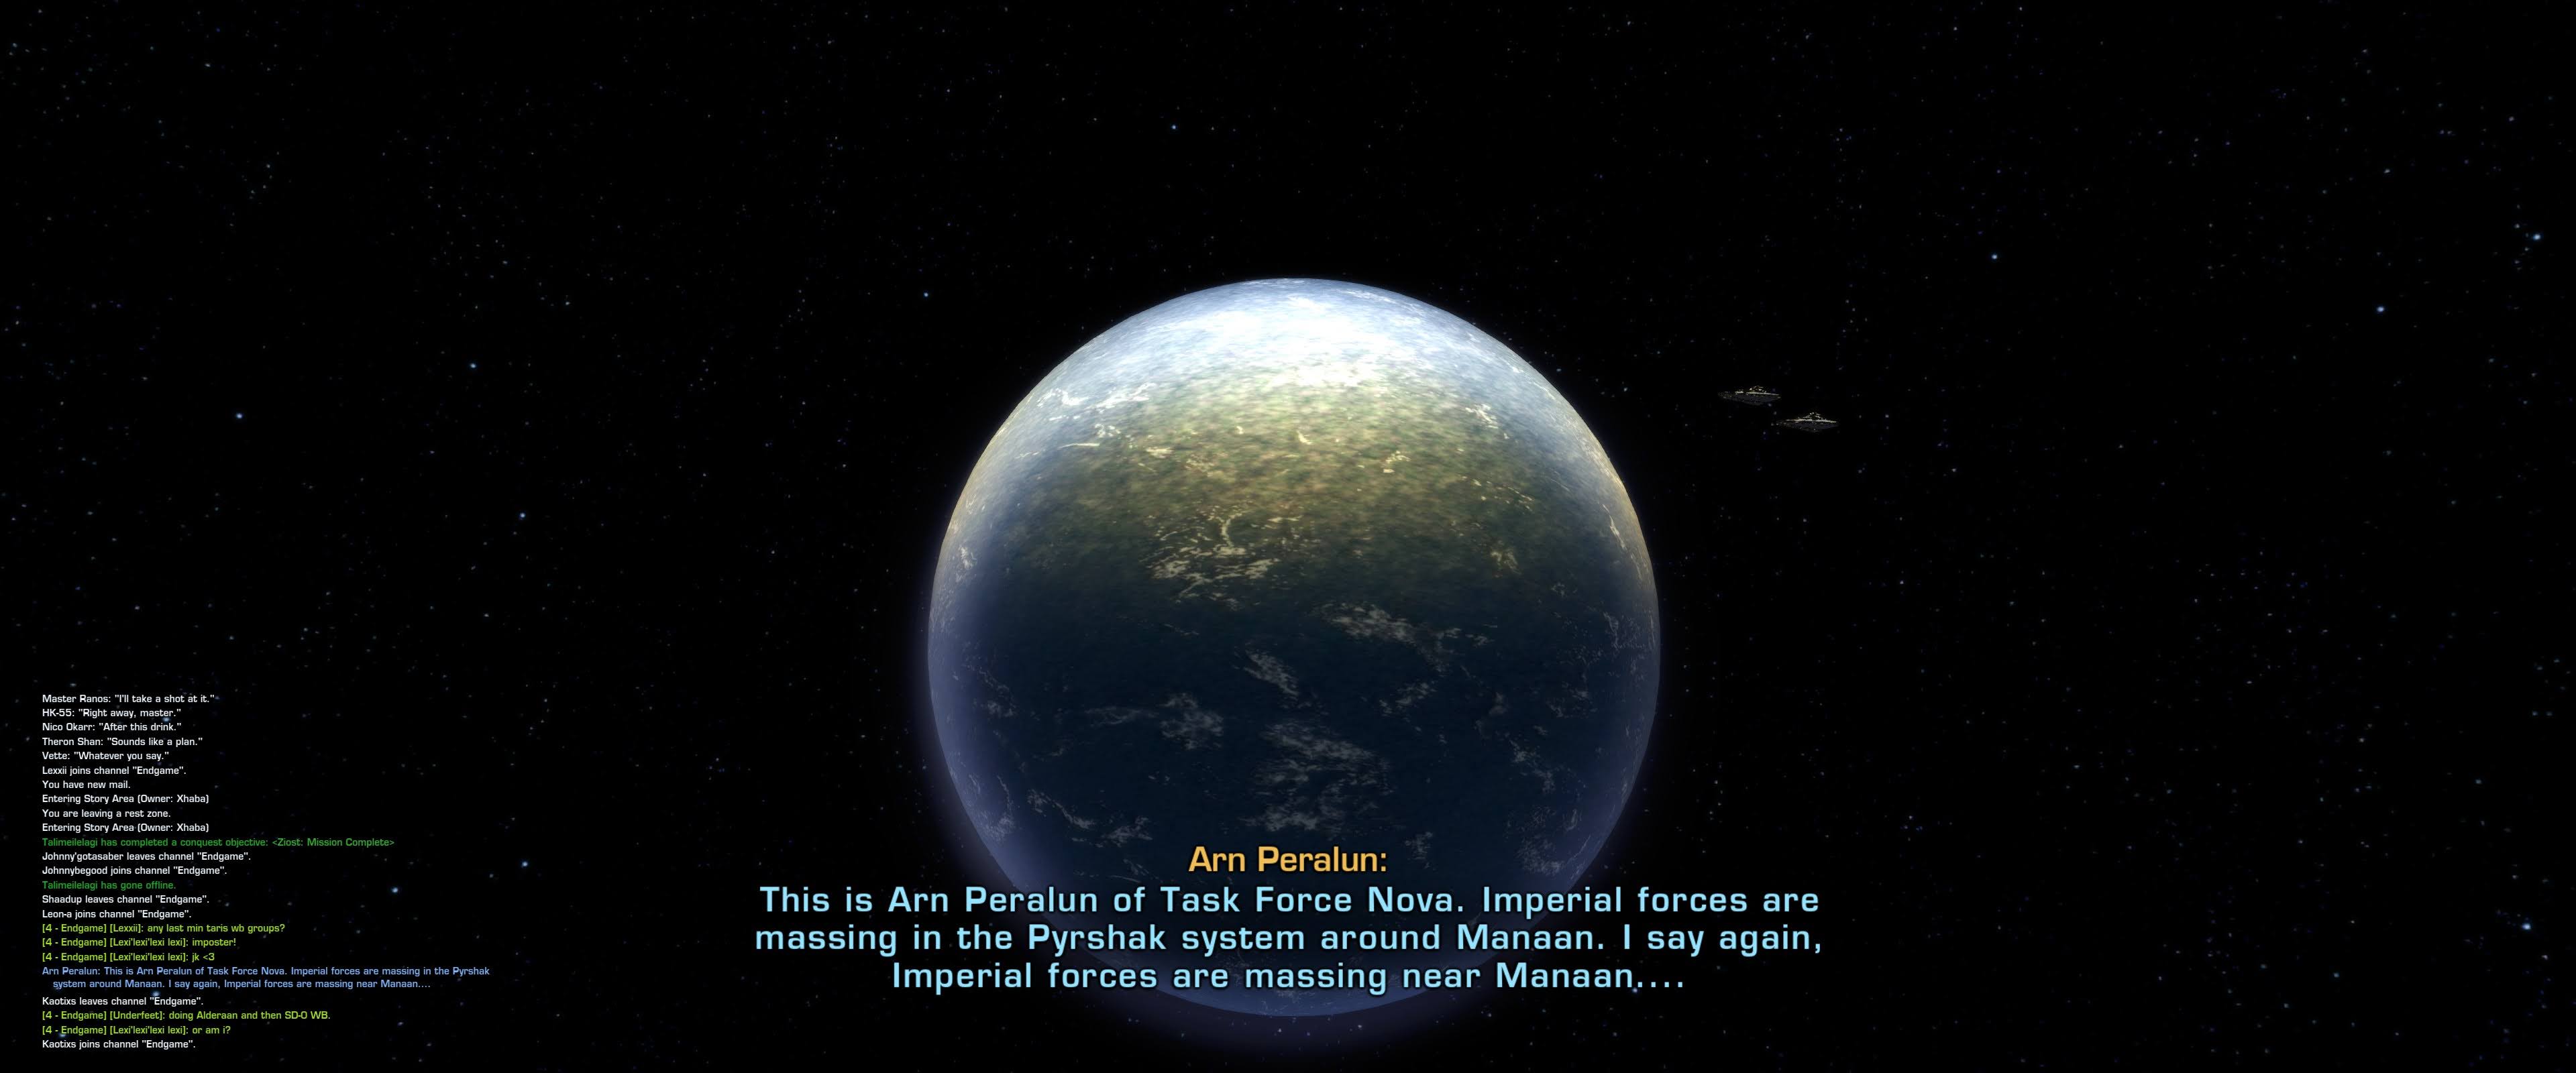 Master Ranos: "I'll take a shot at it."
HK-55: "Right away, master."
Nico Okarr: "After this drink."
Theron Shan: "Sounds like a plan."
Vette: "Whatever you say."
Lexxii joins channel "Endgame".
You have new mail.
Entering Story Area (Owner: Xhaba)
You are leaving a rest zone.
Entering Story Area (Owner: Xhaba)
Talimeilelagi has completed a conquest objective: <Ziost: Mission Complete>
Johnny'gotasaber leaves channel "Endgame".
Johnnybegood joins channel "Endgame".
Talimeilelagi has gone offline.
Shaadup leaves channel "Endgame".
Leon-a joins channel "Endgame".
[4 - Endgame] [Lexxii]: any last min taris wb groups?
[4 - Endgame] [Lexi'lexi'lexi lexi]: imposter!
[4 - Endgame] [Lexi'lexi'lexi lexi]: jk <3
Arn Peralun: This is Arn Peralun of Task Force Nova. Imperial forces are massing in the Pyrshak
system around Manaan. I say again, Imperial forces are massing near Manaan....
Kaotixs leaves channel "Endgame".
[4 - Endgame] [Underfeet]: doing Alderaan and then SD-0 WB.
[4 - Endgame] [Lexi'lexi'lexi lexi]: or am i?
Kaotixs joins channel "Endgame".
Arn Peralun:
This is Arn Peralun of Task Force Nova. Imperial forces are
massing in the Pyrshak system around Manaan. I say again,
Imperial forces are massing near Manaan....